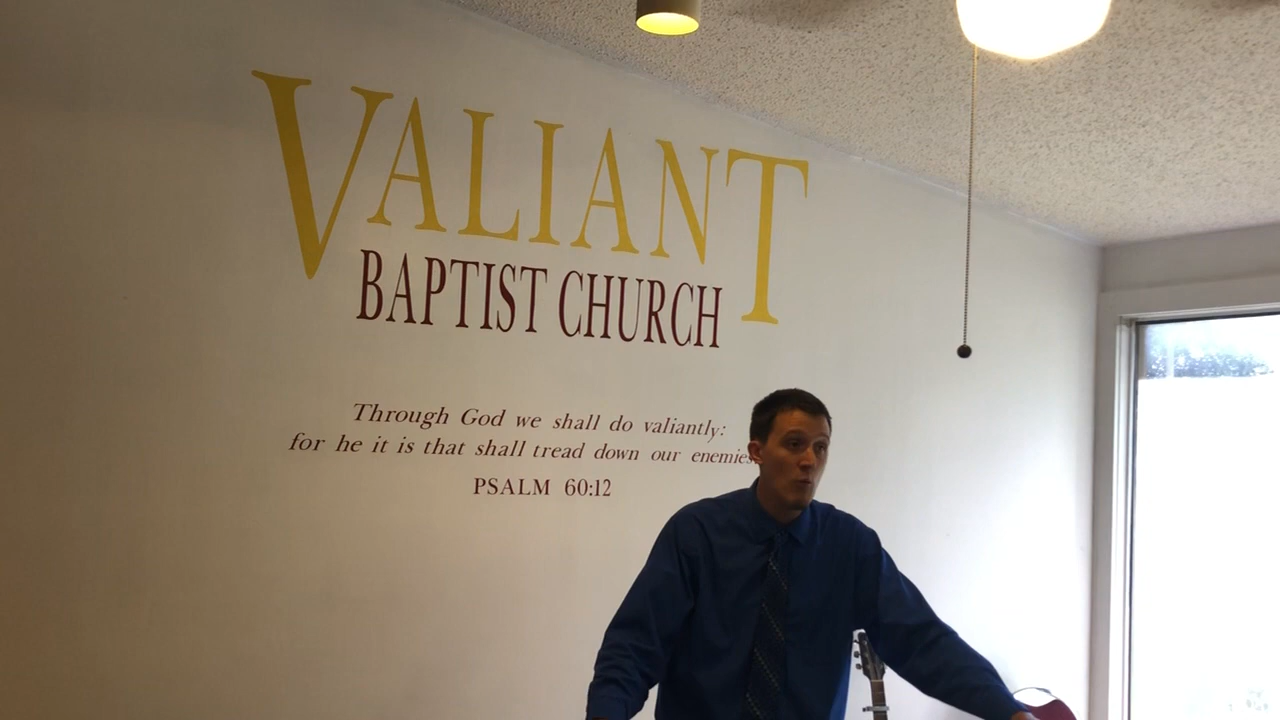 VALIANT
BAPTIST CHURCH
Through God we shall do valiantly:
for he it is that shall tread down our enemies.
PSALM 60:12